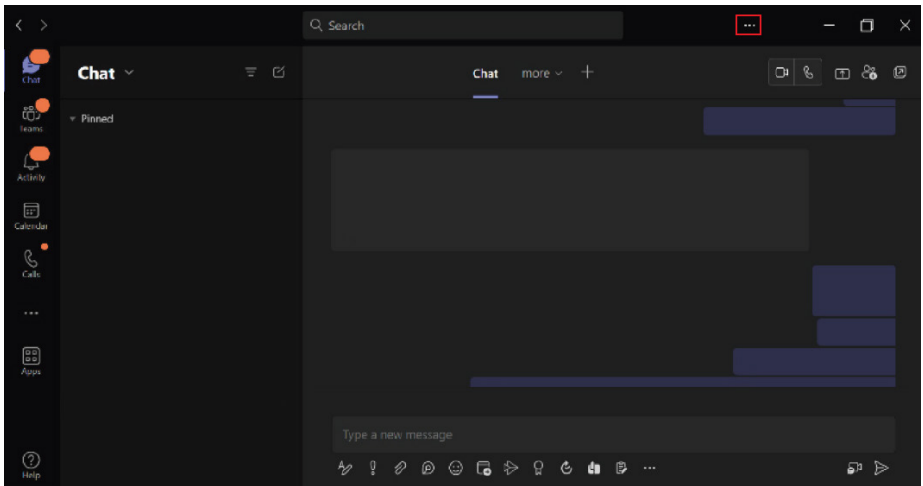 Search
Chat
Teams
Activity
Calendar
Calls
Apps
Help
Chat
Pinned
Chat more
Type a new message